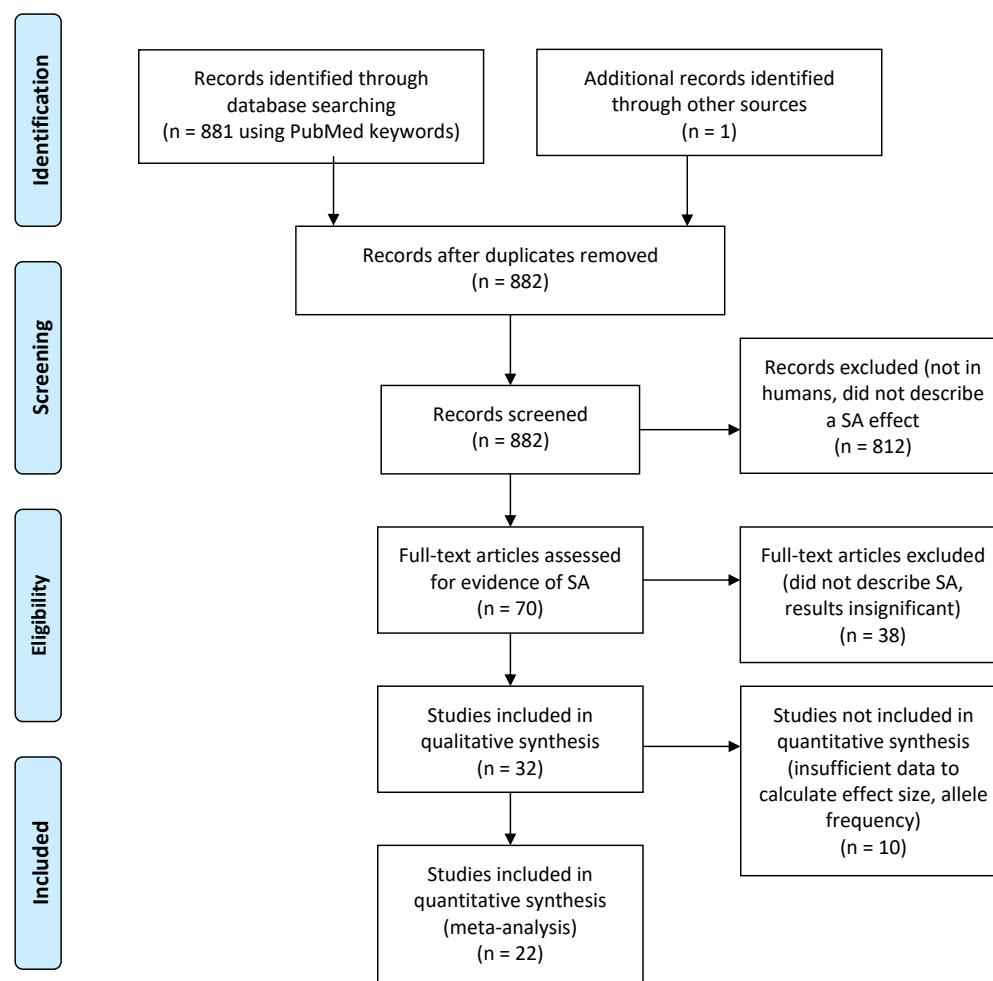 Identification
Records identified through
database searching
(n = 881 using PubMed keywords)
Additional records identified
through other sources
(n = 1)
Records after duplicates removed
(n = 882)
Screening
Records screened
(n = 882)
Records excluded (not in
humans, did not describe
a SA effect
(n = 812)
Eligibility
Full-text articles assessed
for evidence of SA
(n = 70)
Full-text articles excluded
(did not describe SA,
results insignificant)
(n = 38)
Studies included in
qualitative synthesis
(n = 32)
Studies not included in
quantitative synthesis
(insufficient data to
calculate effect size, allele
frequency)
(n = 10)
Included
Studies included in
quantitative synthesis
(meta-analysis)
(n = 22)